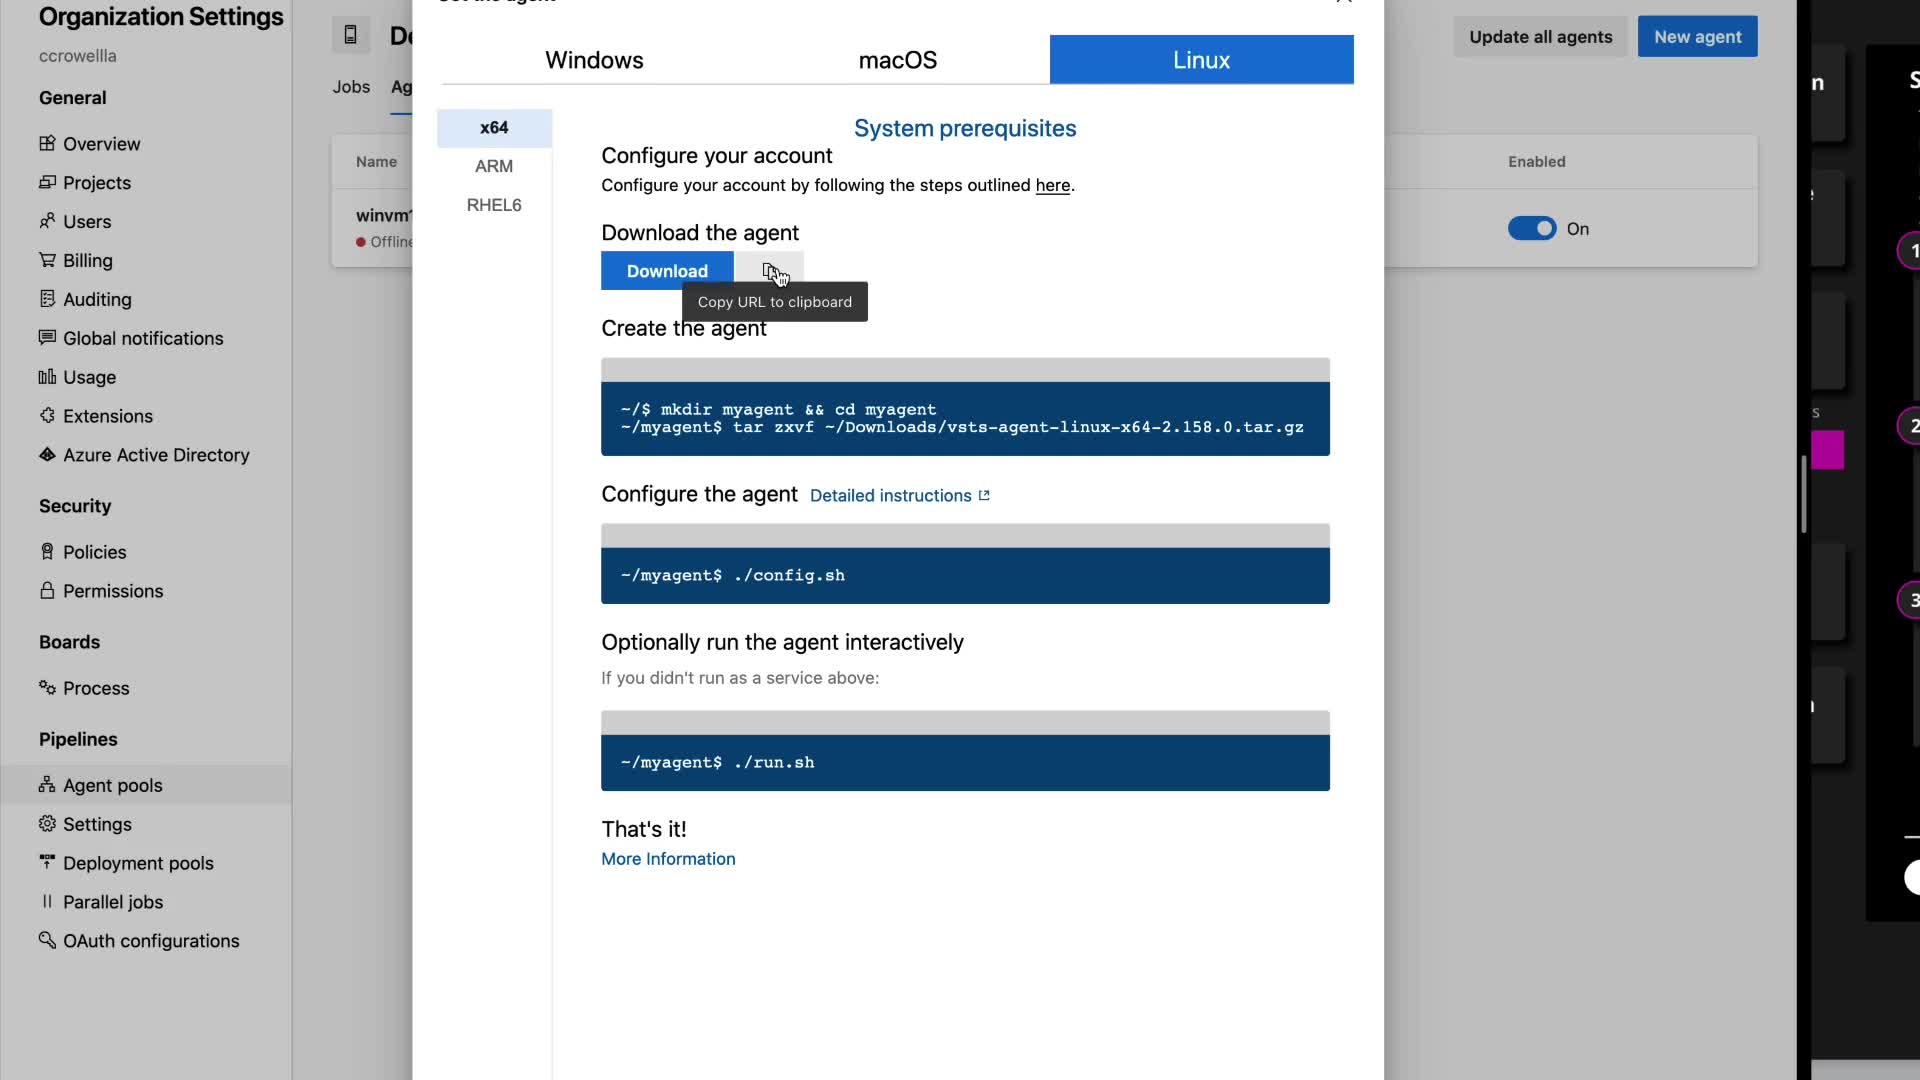 Organization Settings
ccrowellla
General
Overview
Projects
Users
Billing
Auditing
Global notifications
Usage
Extensions
Azure Active Directory
Security
Policies
Permissions
Boards
Process
Pipelines
Agent pools
Settings
Deployment pools
Parallel jobs
OAuth configurations
Jobs
Name
winvm
Offline
Windows
macOS
Linux
x64
ARM
RHEL6
System prerequisites
Configure your account
Configure your account by following the steps outlined here.
Download the agent
Download
Copy URL to clipboard
Create the agent
~/$ mkdir myagent && cd myagent
~/myagent$ tar zxvf ~/Downloads/vsts-agent-linux-x64-2.158.0.tar.gz
Configure the agent Detailed instructions
~/myagent$ ./config.sh
Optionally run the agent interactively
If you didn't run as a service above:
~/myagent$ ./run.sh
That's it!
More Information
Update all agents
New agent
Enabled
On
1
2
3